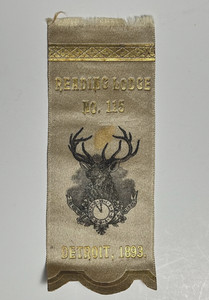 READING LODGE
NO. 115
DETROIT, 1893.